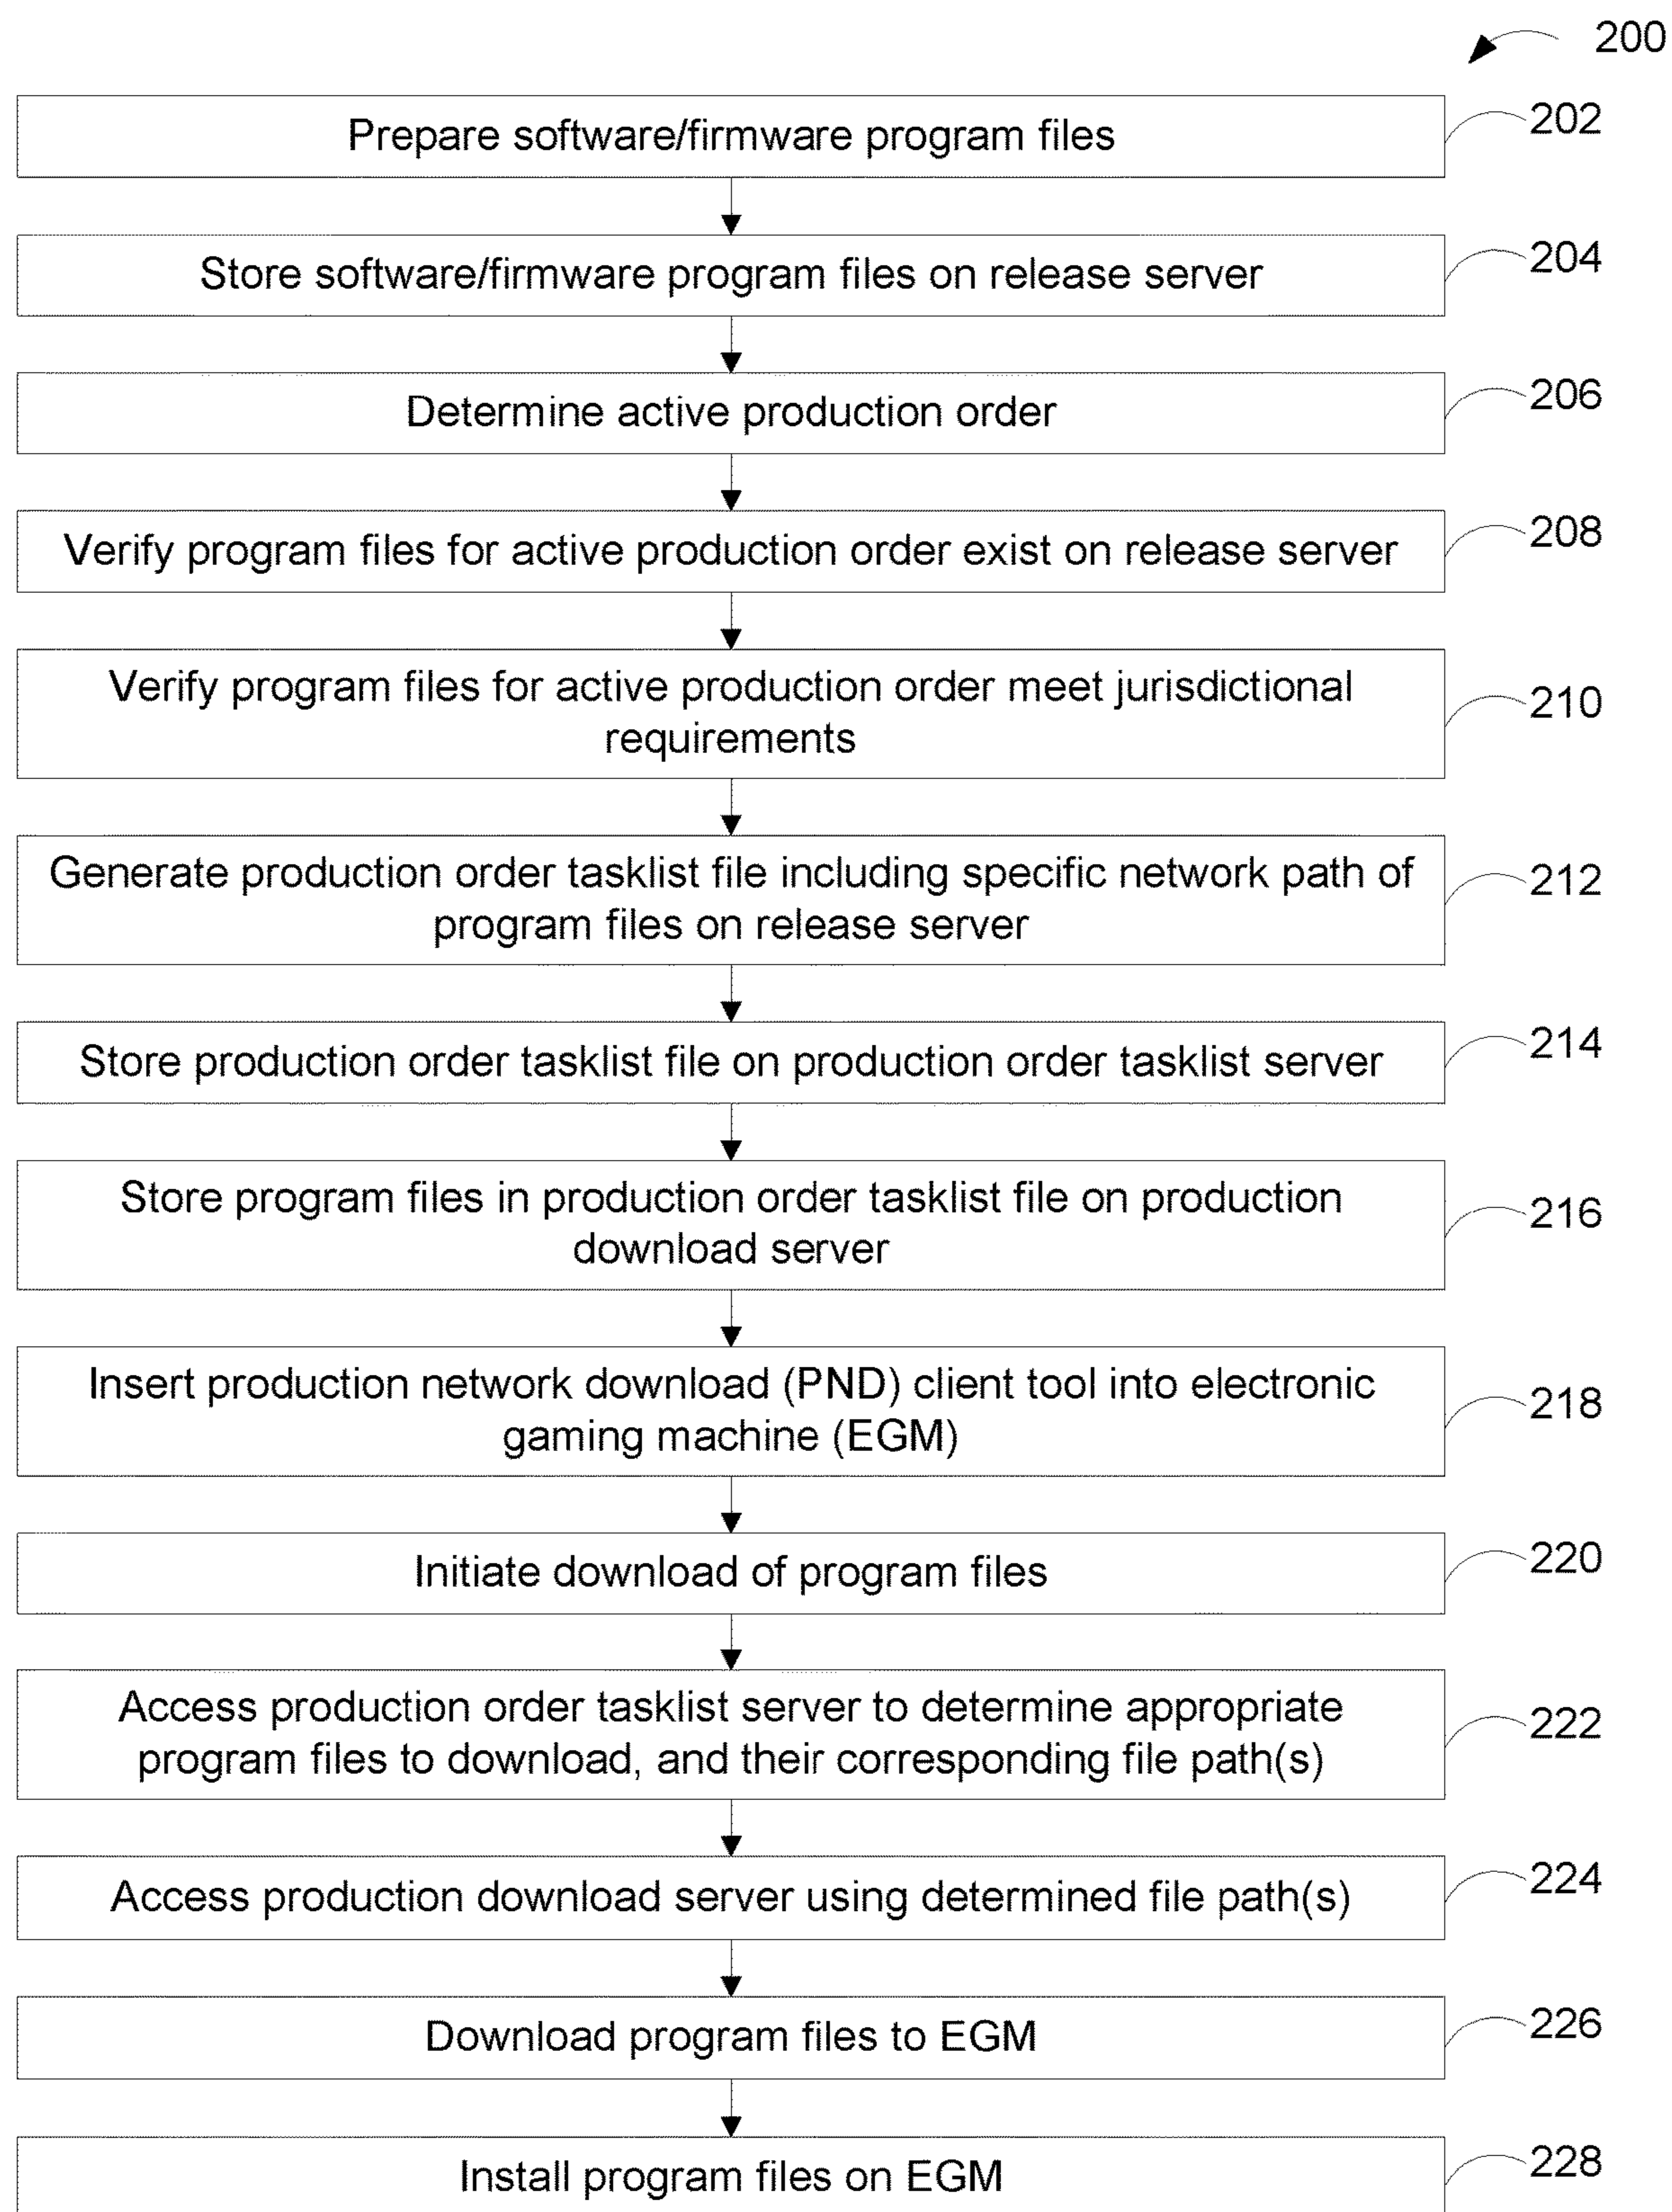 200
Prepare software/firmware program files
202
Store software/firmware program files on release server
204
Determine active production order
206
Verify program files for active production order exist on release server
208
Verify program files for active production order meet jurisdictional
requirements
210
Generate production order tasklist file including specific network path of
program files on release server
212
Store production order tasklist file on production order tasklist server
214
Store program files in production order tasklist file on production
download server
216
Insert production network download (PND) client tool into electronic
gaming machine (EGM)
218
Initiate download of program files
220
Access production order tasklist server to determine appropriate
program files to download, and their corresponding file path(s)
222
Access production download server using determined file path(s)
224
Download program files to EGM
226
Install program files on EGM
228